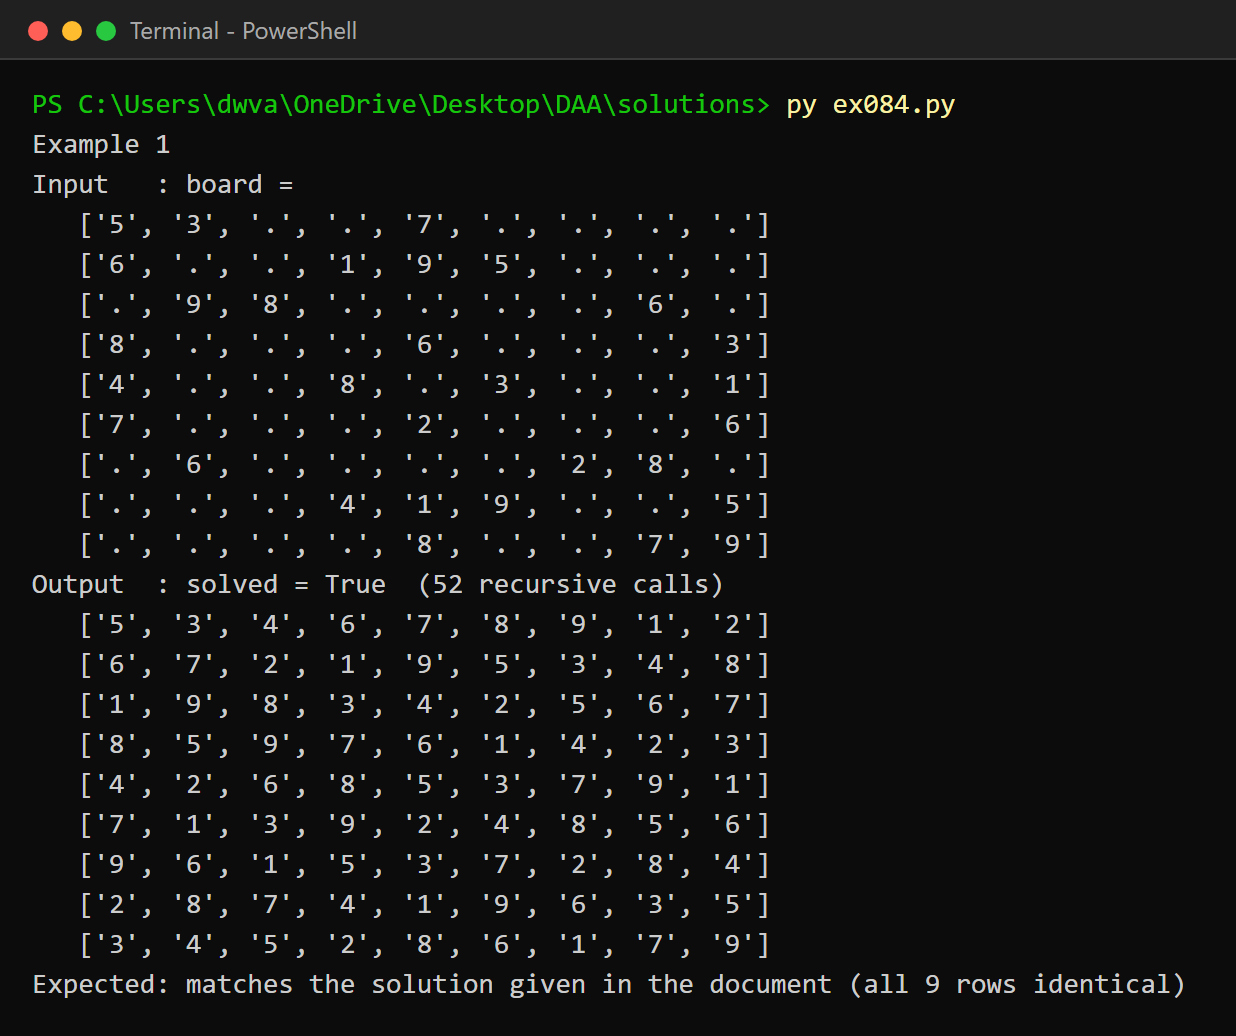 Terminal - PowerShell
PS C:\Users\dwva\OneDrive\Desktop\DAA\solutions> py ex084.py
Example 1
Input   : board =
   ['5', '3', '.', '.', '7', '.', '.', '.', '.']
   ['6', '.', '.', '1', '9', '5', '.', '.', '.']
   ['.', '9', '8', '.', '.', '.', '.', '6', '.']
   ['8', '.', '.', '.', '6', '.', '.', '.', '3']
   ['4', '.', '.', '8', '.', '3', '.', '.', '1']
   ['7', '.', '.', '.', '2', '.', '.', '.', '6']
   ['.', '6', '.', '.', '.', '.', '2', '8', '.']
   ['.', '.', '.', '4', '1', '9', '.', '.', '5']
   ['.', '.', '.', '.', '8', '.', '.', '7', '9']
Output  : solved = True  (52 recursive calls)
   ['5', '3', '4', '6', '7', '8', '9', '1', '2']
   ['6', '7', '2', '1', '9', '5', '3', '4', '8']
   ['1', '9', '8', '3', '4', '2', '5', '6', '7']
   ['8', '5', '9', '7', '6', '1', '4', '2', '3']
   ['4', '2', '6', '8', '5', '3', '7', '9', '1']
   ['7', '1', '3', '9', '2', '4', '8', '5', '6']
   ['9', '6', '1', '5', '3', '7', '2', '8', '4']
   ['2', '8', '7', '4', '1', '9', '6', '3', '5']
   ['3', '4', '5', '2', '8', '6', '1', '7', '9']
Expected: matches the solution given in the document (all 9 rows identical)